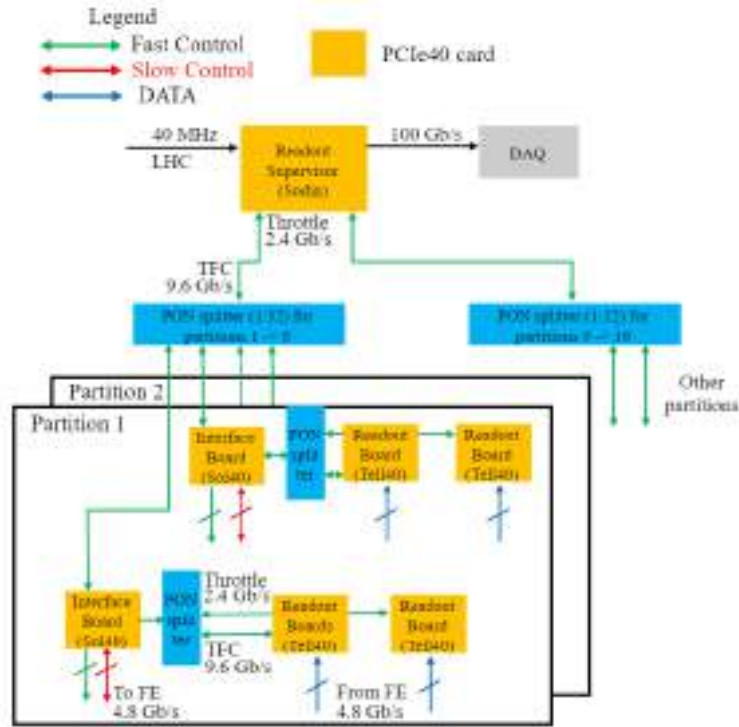 Legend
Fast Control
Slow Control
DATA
PCIe40 card
40 MHz
LHC
Readout
Supervisor
(Sodin)
100 Gb/s
DAQ
Throttle
2.4 Gb/s
TFC
9.6 Gb/s
PON splitter (1:32) for
partitions 1
PON splitter (1:32) for
partitions
Other
partitions
Partition 2
Partition 1
Interface
Board
(Sol40)
PON
splitter
Readout
Board
(Tell40)
Readout
Board
(Tell40)
Interface
Board
(Sol40)
PON
splitter
Throttle
2.4 Gb/s
TFC
9.6 Gb/s
Readout
Boards
(Tell40)
Readout
Board
(Tell40)
To FE
4.8 Gb/s
From FE
4.8 Gb/s